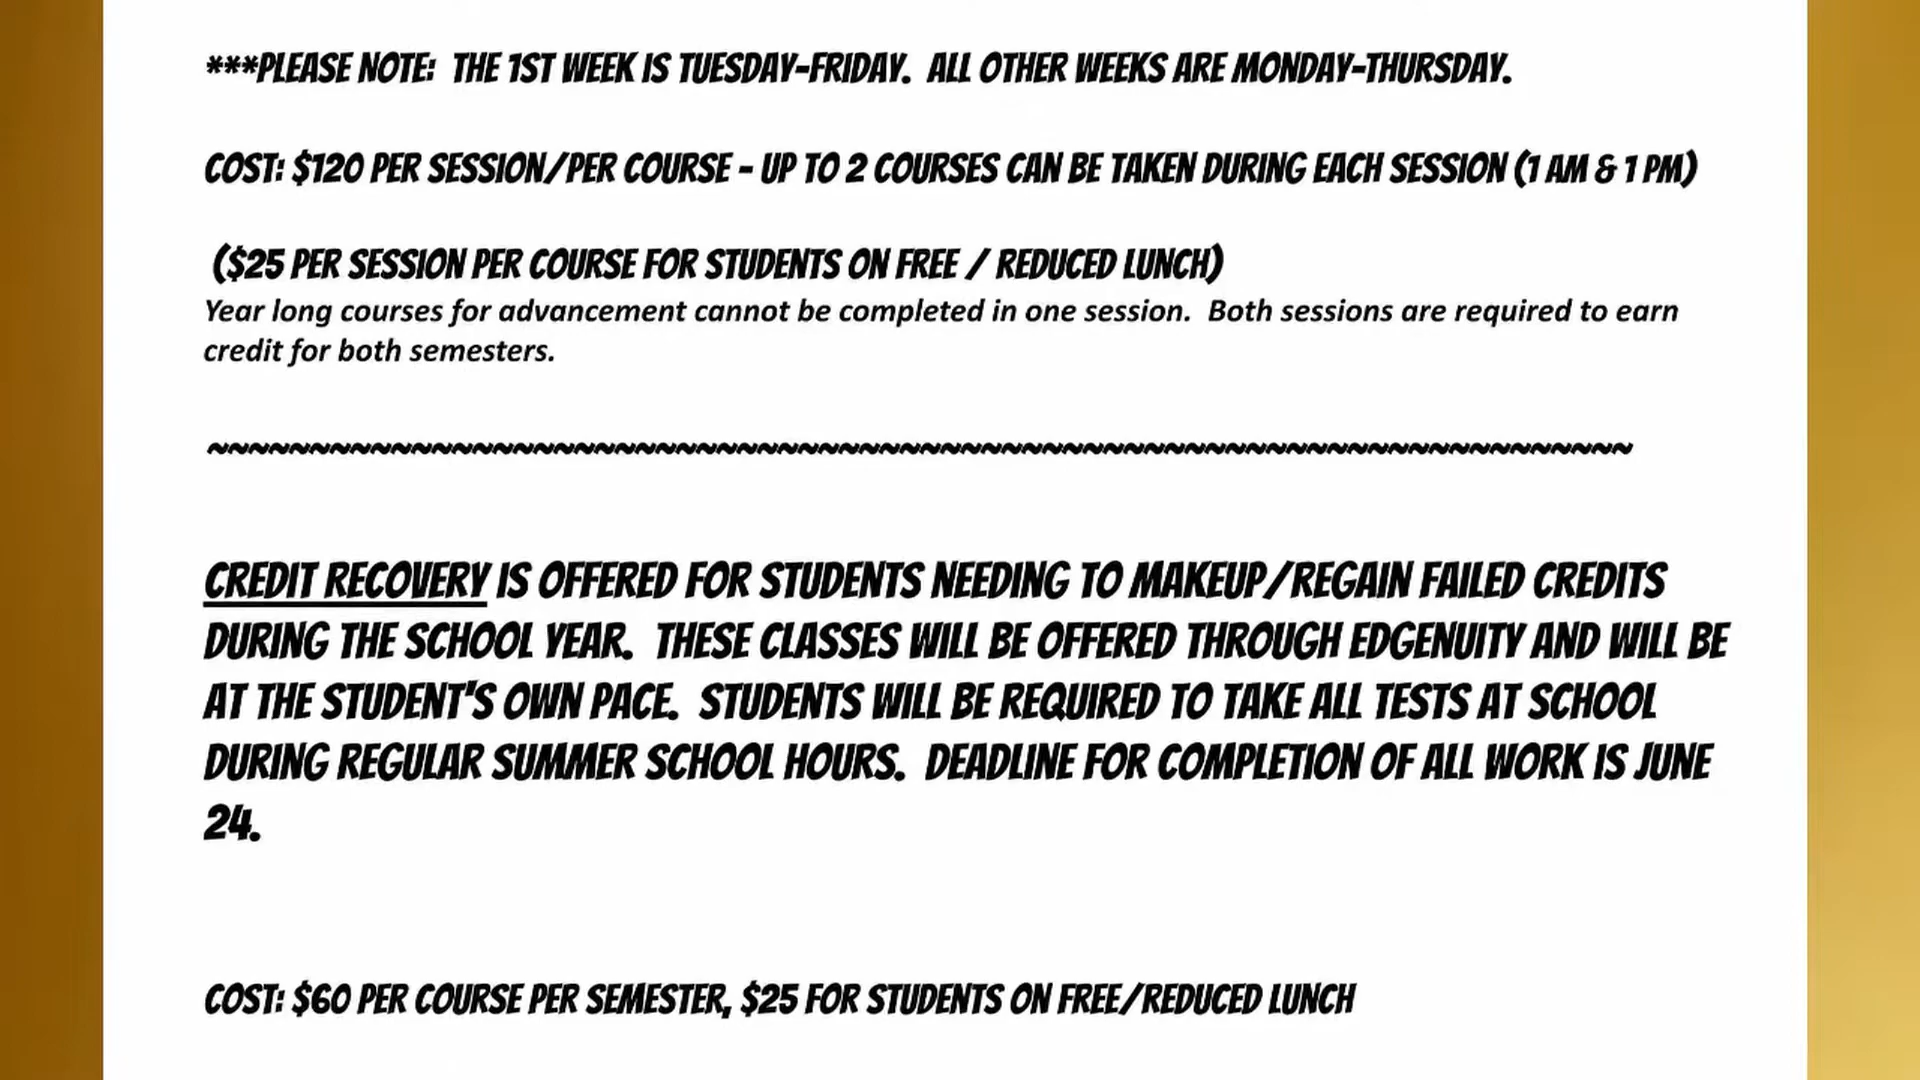 ***PLEASE NOTE:  THE 1ST WEEK IS TUESDAY-FRIDAY.  ALL OTHER WEEKS ARE MONDAY-THURSDAY.
COST: $120 PER SESSION/PER COURSE - UP TO 2 COURSES CAN BE TAKEN DURING EACH SESSION (1 AM & 1 PM)
($25 PER SESSION PER COURSE FOR STUDENTS ON FREE / REDUCED LUNCH)
Year long courses for advancement cannot be completed in one session.  Both sessions are required to earn
credit for both semesters.
~~~~~~~~~~~~~~~~~~~~~~~~~~~~~~~~~~~~~~~~~~~~~~~~~~~~~~~~~~~~~~~~~~~~~~
CREDIT RECOVERY IS OFFERED FOR STUDENTS NEEDING TO MAKEUP/REGAIN FAILED CREDITS
DURING THE SCHOOL YEAR.  THESE CLASSES WILL BE OFFERED THROUGH EDGENUITY AND WILL BE
AT THE STUDENT'S OWN PACE.  STUDENTS WILL BE REQUIRED TO TAKE ALL TESTS AT SCHOOL
DURING REGULAR SUMMER SCHOOL HOURS.  DEADLINE FOR COMPLETION OF ALL WORK IS JUNE
24.
COST: $60 PER COURSE PER SEMESTER, $25 FOR STUDENTS ON FREE/REDUCED LUNCH